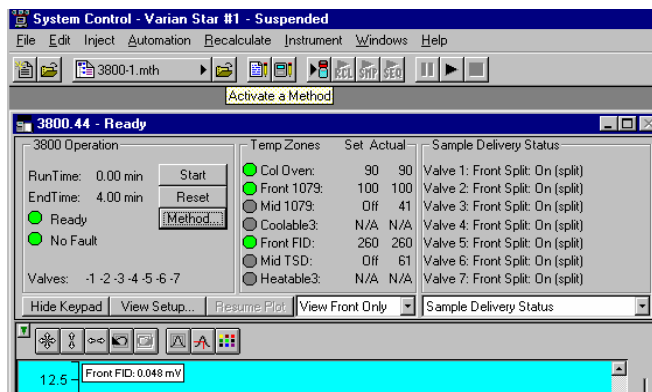 System Control - Varian Star #1 - Suspended
File Edit Inject Automation Recalculate Instrument Windows Help
3800-1.mth RCL SMP SEQ
Activate a Method
3800.44 - Ready
3800 Operation Temp Zones Set Actual Sample Delivery Status
RunTime: 0.00 min Start Col Oven: 90 90 Valve 1: Front Split: On (split)
EndTime: 4.00 min Reset Front 1079: 100 100 Valve 2: Front Split: On (split)
Ready Method... Mid 1079: Off 41 Valve 3: Front Split: On (split)
Coolable3: N/A N/A Valve 4: Front Split: On (split)
No Fault Front FID: 260 260 Valve 5: Front Split: On (split)
Mid TSD: Off 61 Valve 6: Front Split: On (split)
Valves: -1 -2 -3 -4 -5 -6 -7 Heatable3: N/A N/A Valve 7: Front Split: On (split)
Hide Keypad View Setup... Resume Plot View Front Only Sample Delivery Status
12.5 Front FID: 0.048 mV